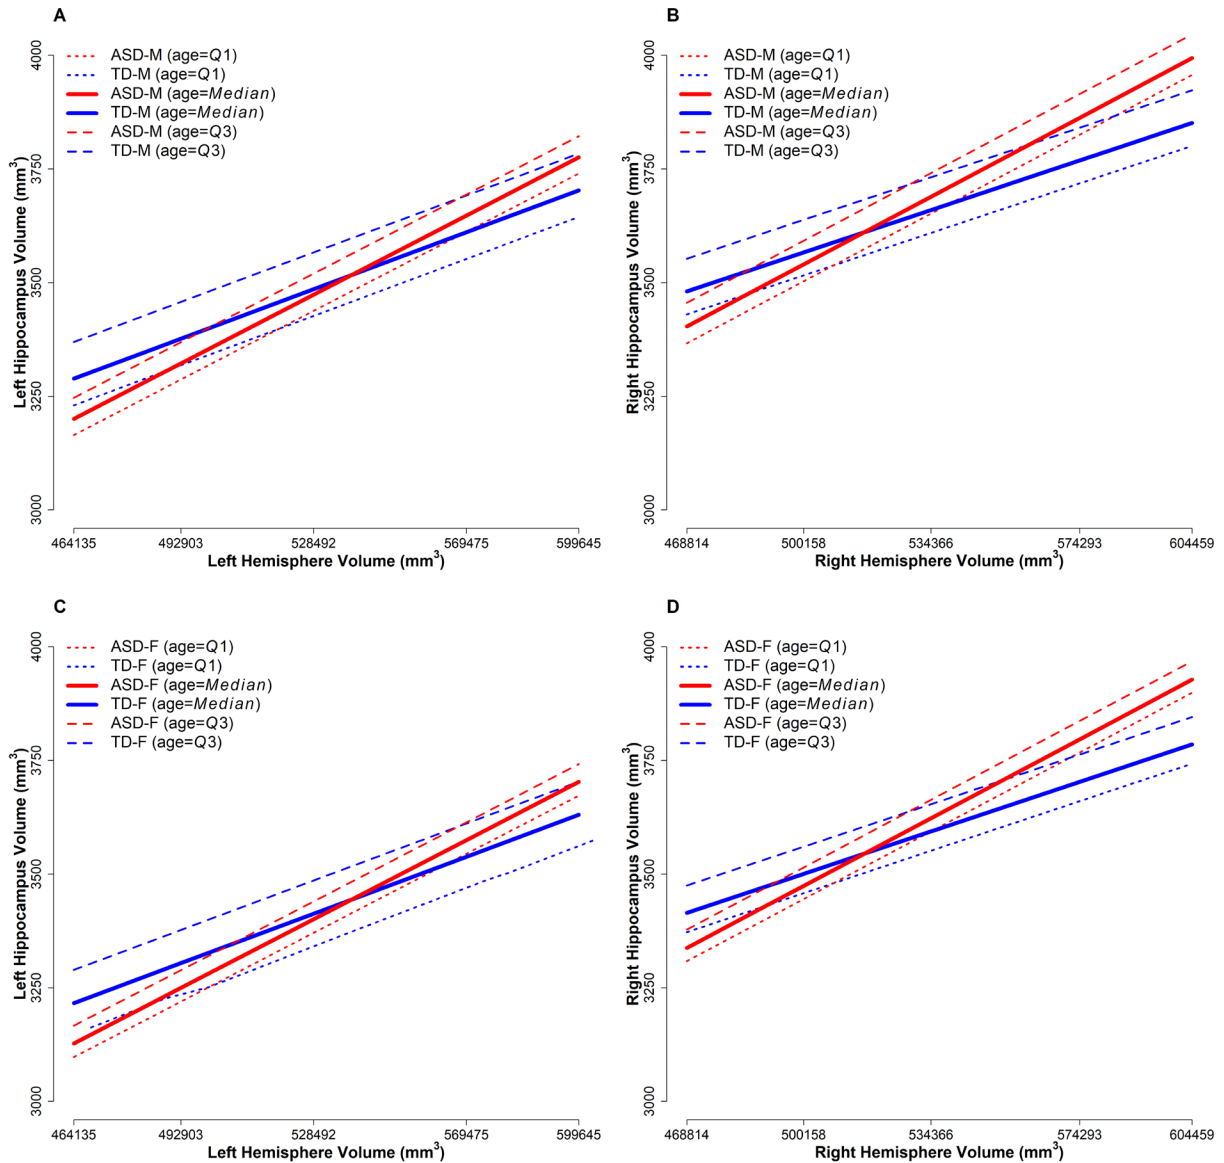 A
ASD-M (age=Q1)
TD-M (age=Q1)
ASD-M (age=Median)
TD-M (age=Median)
ASD-M (age=Q3)
TD-M (age=Q3)
4000
3750
3500
3250
3000
Left Hippocampus Volume (mm³)
464135 492903 528492 569475 599645
Left Hemisphere Volume (mm³)
B
ASD-M (age=Q1)
TD-M (age=Q1)
ASD-M (age=Median)
TD-M (age=Median)
ASD-M (age=Q3)
TD-M (age=Q3)
4000
3750
3500
3250
3000
Right Hippocampus Volume (mm³)
468814 500158 534366 574293 604459
Right Hemisphere Volume (mm³)
C
ASD-F (age=Q1)
TD-F (age=Q1)
ASD-F (age=Median)
TD-F (age=Median)
ASD-F (age=Q3)
TD-F (age=Q3)
4000
3750
3500
3250
3000
Left Hippocampus Volume (mm³)
464135 492903 528492 569475 599645
Left Hemisphere Volume (mm³)
D
ASD-F (age=Q1)
TD-F (age=Q1)
ASD-F (age=Median)
TD-F (age=Median)
ASD-F (age=Q3)
TD-F (age=Q3)
4000
3750
3500
3250
3000
Right Hippocampus Volume (mm³)
468814 500158 534366 574293 604459
Right Hemisphere Volume (mm³)